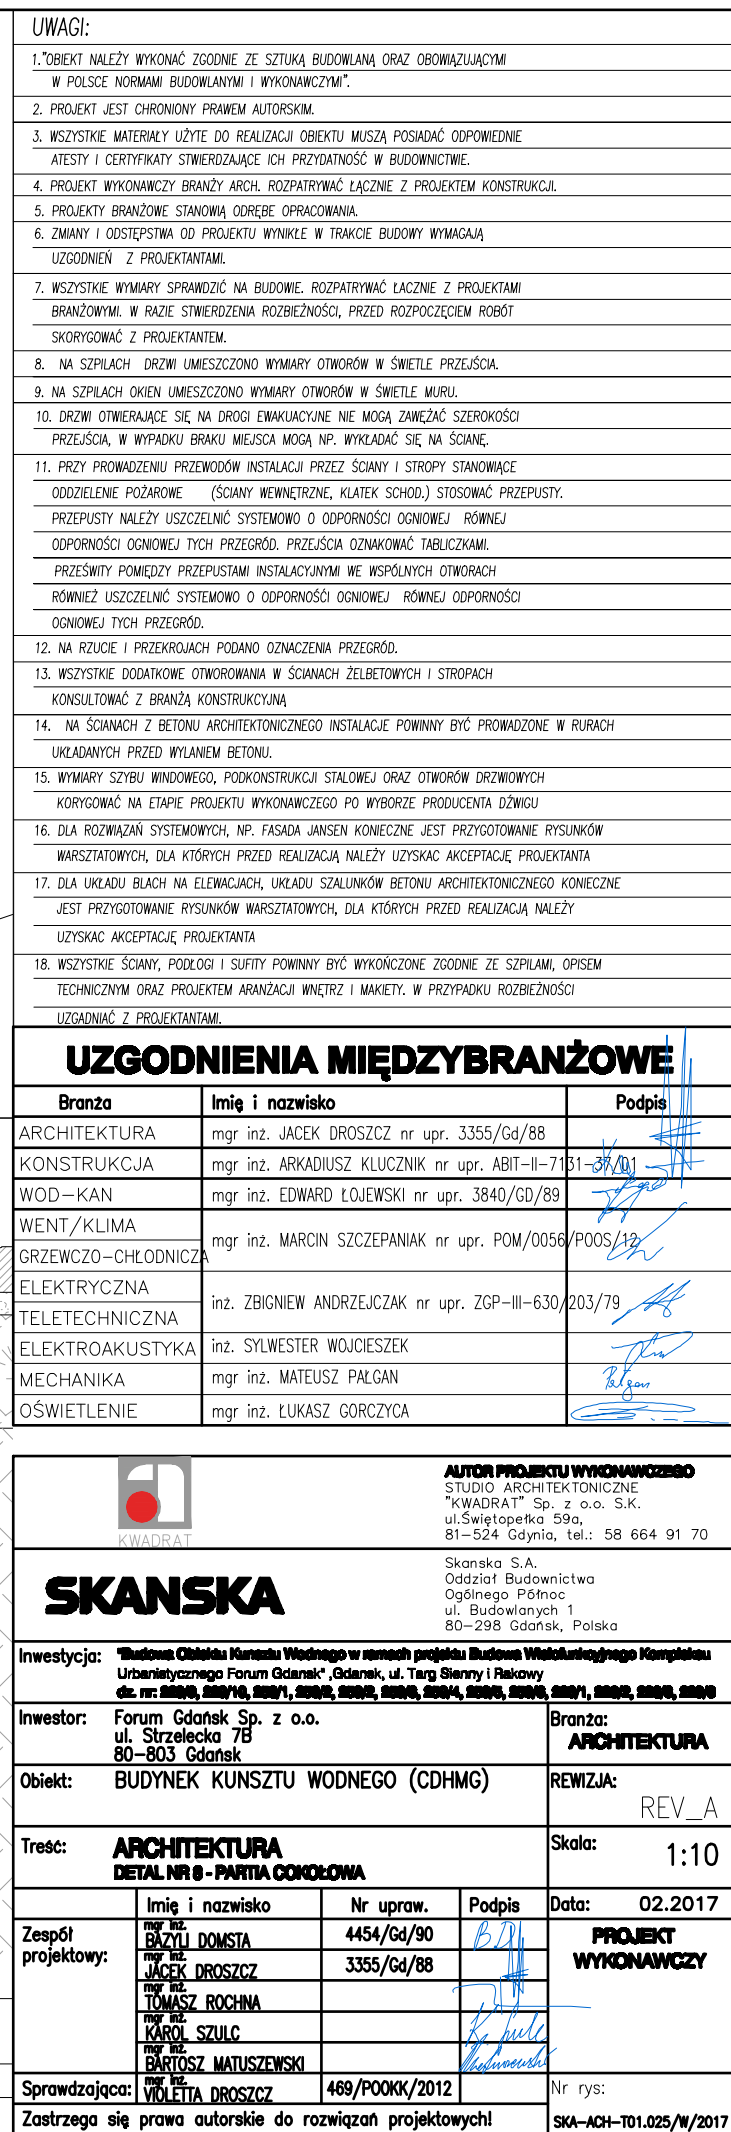 UWAGI:
1."OBIEKT NALEŻY WYKONAĆ ZGODNIE ZE SZTUKĄ BUDOWLANĄ ORAZ OBOWIĄZUJĄCYMI
W POLSCE NORMAMI BUDOWLANYMI I WYKONAWCZYMI".
2. PROJEKT JEST CHRONIONY PRAWEM AUTORSKIM.
3. WSZYSTKIE MATERIAŁY UŻYTE DO REALIZACJI OBIEKTU MUSZĄ POSIADAĆ ODPOWIEDNIE
ATESTY I CERTYFIKATY STWIERDZAJĄCE ICH PRZYDATNOŚĆ W BUDOWNICTWIE.
4. PROJEKT WYKONAWCZY BRANŻY ARCH. ROZPATRYWAĆ ŁĄCZNIE Z PROJEKTEM KONSTRUKCJI.
5. PROJEKTY BRANŻOWE STANOWIĄ ODRĘBE OPRACOWANIA.
6. ZMIANY I ODSTĘPSTWA OD PROJEKTU WYNIKŁE W TRAKCIE BUDOWY WYMAGAJĄ
UZGODNIEŃ Z PROJEKTANTAMI.
7. WSZYSTKIE WYMIARY SPRAWDZIĆ NA BUDOWIE. ROZPATRYWAĆ ŁACZNIE Z PROJEKTAMI
BRANŻOWYMI. W RAZIE STWIERDZENIA ROZBIEŻNOŚCI, PRZED ROZPOCZĘCIEM ROBÓT
SKORYGOWAĆ Z PROJEKTANTEM.
8. NA SZPILACH DRZWI UMIESZCZONO WYMIARY OTWORÓW W ŚWIETLE PRZEJŚCIA.
9. NA SZPILACH OKIEN UMIESZCZONO WYMIARY OTWORÓW W ŚWIETLE MURU.
10. DRZWI OTWIERAJĄCE SIĘ NA DROGI EWAKUACYJNE NIE MOGĄ ZAWĘŻAĆ SZEROKOŚCI
PRZEJŚCIA, W WYPADKU BRAKU MIEJSCA MOGĄ NP. WYKŁADAĆ SIĘ NA ŚCIANĘ.
11. PRZY PROWADZENIU PRZEWODÓW INSTALACJI PRZEZ ŚCIANY I STROPY STANOWIĄCE
ODDZIELENIE POŻAROWE (ŚCIANY WEWNĘTRZNE, KLATEK SCHOD.) STOSOWAĆ PRZEPUSTY.
PRZEPUSTY NALEŻY USZCZELNIĆ SYSTEMOWO O ODPORNOŚCI OGNIOWEJ RÓWNEJ
ODPORNOŚCI OGNIOWEJ TYCH PRZEGRÓD. PRZEJŚCIA OZNAKOWAĆ TABLICZKAMI.
PRZEŚWITY POMIĘDZY PRZEPUSTAMI INSTALACYJNYMI WE WSPÓLNYCH OTWORACH
RÓWNIEŻ USZCZELNIĆ SYSTEMOWO O ODPORNOŚĆI OGNIOWEJ RÓWNEJ ODPORNOŚCI
OGNIOWEJ TYCH PRZEGRÓD.
12. NA RZUCIE I PRZEKROJACH PODANO OZNACZENIA PRZEGRÓD.
13. WSZYSTKIE DODATKOWE OTWOROWANIA W ŚCIANACH ŻELBETOWYCH I STROPACH
KONSULTOWAĆ Z BRANŻĄ KONSTRUKCYJNĄ
14. NA ŚCIANACH Z BETONU ARCHITEKTONICZNEGO INSTALACJE POWINNY BYĆ PROWADZONE W RURACH
UKŁADANYCH PRZED WYLANIEM BETONU.
15. WYMIARY SZYBU WINDOWEGO, PODKONSTRUKCJI STALOWEJ ORAZ OTWORÓW DRZWIOWYCH
KORYGOWAĆ NA ETAPIE PROJEKTU WYKONAWCZEGO PO WYBORZE PRODUCENTA DŹWIGU
16. DLA ROZWIĄZAŃ SYSTEMOWYCH, NP. FASADA JANSEN KONIECZNE JEST PRZYGOTOWANIE RYSUNKÓW
WARSZTATOWYCH, DLA KTÓRYCH PRZED REALIZACJĄ NALEŻY UZYSKAC AKCEPTACJĘ PROJEKTANTA
17. DLA UKŁADU BLACH NA ELEWACJACH, UKŁADU SZALUNKÓW BETONU ARCHITEKTONICZNEGO KONIECZNE
JEST PRZYGOTOWANIE RYSUNKÓW WARSZTATOWYCH, DLA KTÓRYCH PRZED REALIZACJĄ NALEŻY
UZYSKAC AKCEPTACJĘ PROJEKTANTA
18. WSZYSTKIE ŚCIANY, PODŁOGI I SUFITY POWINNY BYĆ WYKOŃCZONE ZGODNIE ZE SZPILAMI, OPISEM
TECHNICZNYM ORAZ PROJEKTEM ARANŻACJI WNĘTRZ I MAKIETY. W PRZYPADKU ROZBIEŻNOŚCI
UZGADNIAĆ Z PROJEKTANTAMI.
UZGODNIENIA MIĘDZYBRANŻOWE
Branża Imię i nazwisko Podpis
ARCHITEKTURA mgr inż. JACEK DROSZCZ nr upr. 3355/Gd/88
KONSTRUKCJA mgr inż. ARKADIUSZ KLUCZNIK nr upr. ABIT-II-7131-37/01
WOD-KAN mgr inż. EDWARD ŁOJEWSKI nr upr. 3840/GD/89
WENT/KLIMA
mgr inż. MARCIN SZCZEPANIAK nr upr. POM/0056/POOS/12
GRZEWCZO-CHŁODNICZA
ELEKTRYCZNA
inż. ZBIGNIEW ANDRZEJCZAK nr upr. ZGP-III-630/203/79
TELETECHNICZNA
ELEKTROAKUSTYKA inż. SYLWESTER WOJCIESZEK
MECHANIKA mgr inż. MATEUSZ PAŁGAN
OŚWIETLENIE mgr inż. ŁUKASZ GORCZYCA
KWADRAT
AUTOR PROJEKTU WYKONAWCZEGO
STUDIO ARCHITEKTONICZNE
"KWADRAT" Sp. z o.o. S.K.
ul.Świętopełka 59a,
81-524 Gdynia, tel.: 58 664 91 70
SKANSKA
Skanska S.A.
Oddział Budownictwa
Ogólnego Północ
ul. Budowlanych 1
80-298 Gdańsk, Polska
Inwestycja: "Budowa Obiektu Kunsztu Wodnego w ramach projektu Budowa Wielofunkcyjnego Kompleksu
Urbanistycznego Forum Gdańsk" ,Gdansk, ul. Targ Sienny i Rakowy
dz. nr:
Inwestor: Forum Gdańsk Sp. z o.o.
ul. Strzelecka 7B
80-803 Gdańsk
Branża:
ARCHITEKTURA
Obiekt: BUDYNEK KUNSZTU WODNEGO (CDHMG)
REWIZJA:
REV_A
Treść: ARCHITEKTURA
DETAL NR 8 - PARTIA COKOŁOWA
Skala: 1:10
Imię i nazwisko Nr upraw. Podpis
Data: 02.2017
Zespół projektowy:
mgr inż. BAZYLI DOMSTA 4454/Gd/90
mgr inż. JACEK DROSZCZ 3355/Gd/88
mgr inż. TOMASZ ROCHNA
mgr inż. KAROL SZULC
mgr inż. BARTOSZ MATUSZEWSKI
PROJEKT
WYKONAWCZY
Sprawdzająca: mgr inż. VIOLETTA DROSZCZ 469/POOKK/2012
Nr rys:
Zastrzega się prawa autorskie do rozwiązań projektowych!
SKA-ACH-T01.025/W/2017